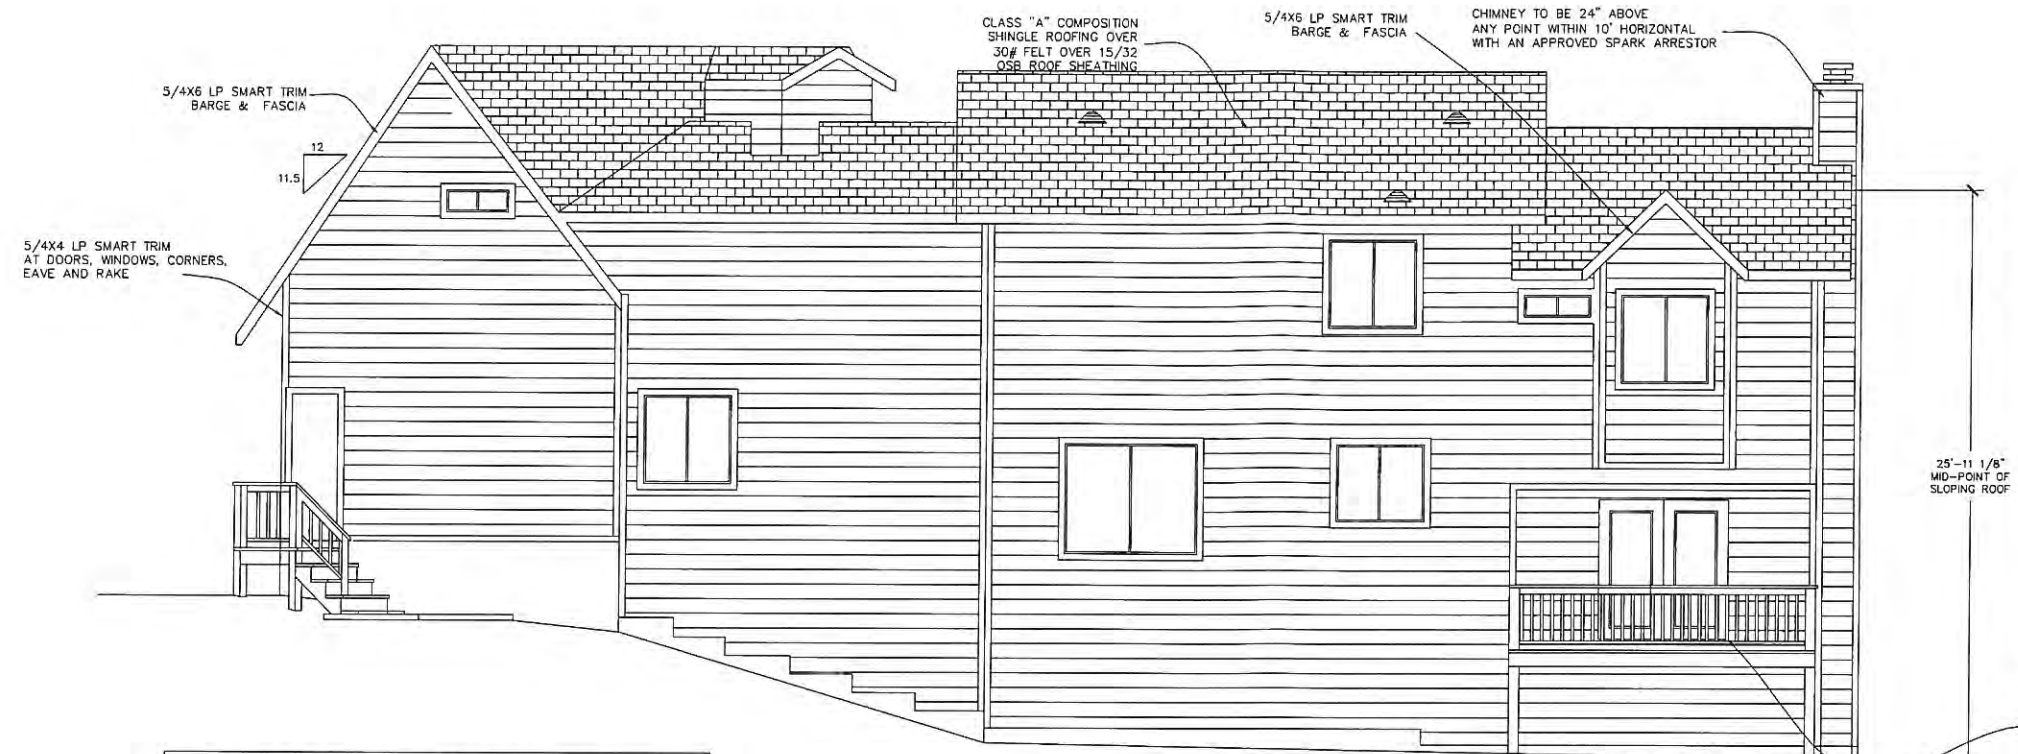 CLASS "A" COMPOSITION
SHINGLE ROOFING OVER
30# FELT OVER 15/32
OSB ROOF SHEATHING
5/4X6 LP SMART TRIM
BARGE & FASCIA
CHIMNEY TO BE 24" ABOVE
ANY POINT WITHIN 10' HORIZONTAL
WITH AN APPROVED SPARK ARRESTOR
5/4X6 LP SMART TRIM
BARGE & FASCIA
12
11.5
5/4X4 LP SMART TRIM
AT DOORS, WINDOWS, CORNERS,
EAVE AND RAKE
25'-11 1/8"
MID-POINT OF
SLOPING ROOF